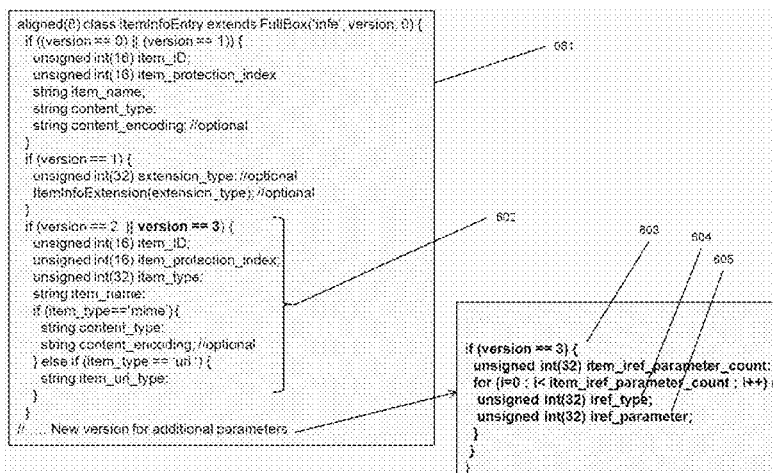 aligned(8) class ItemInfoEntry extends FullBox('infe', version, 0) {
if ((version == 0) || (version == 1)) {
unsigned int(16) item_ID;
unsigned int(16) item_protection_index
string item_name;
string content_type;
string content_encoding; //optional
}
if (version == 1) {
unsigned int(32) extension_type; //optional
ItemInfoExtension(extension_type); //optional
}
if (version == 2 || version == 3) {
unsigned int(16) item_ID;
unsigned int(16) item_protection_index;
unsigned int(32) item_type;
string item_name;
if (item_type=='mime') {
string content_type;
string content_encoding; //optional
} else if (item_type == 'uri ') {
string item_uri_type;
}
}
// ..... New version for additional parameters
601
602
603
604
605
if (version == 3) {
unsigned int(32) item_iref_parameter_count;
for (i=0 ; i< item_iref_parameter_count ; i++) {
unsigned int(32) iref_type;
unsigned int(32) iref_parameter;
}
}
}